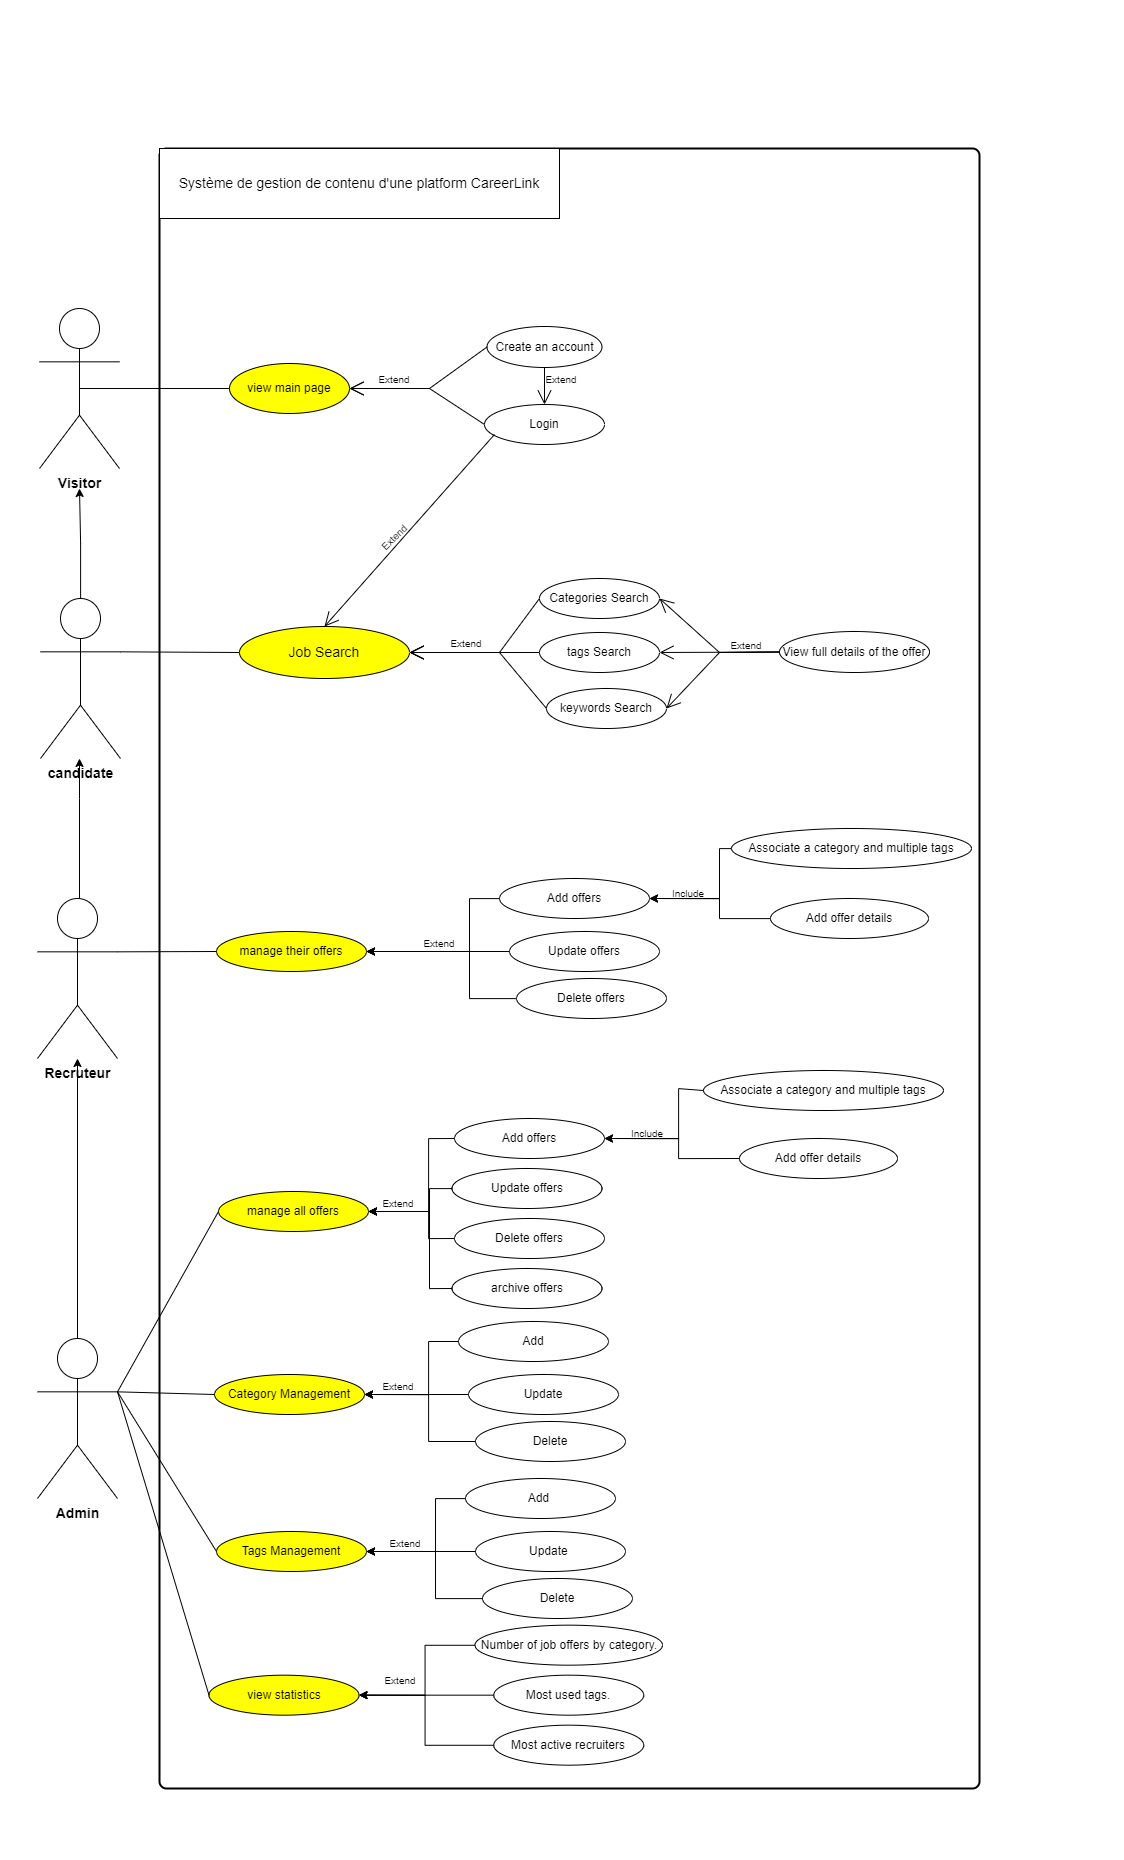 Système de gestion de contenu d'une platform CareerLink
Create an account
Extend
Extend
view main page
Login
Visitor
Extend
Categories Search
Extend
Extend
Job Search
tags Search
View full details of the offer
keywords Search
candidate
Associate a category and multiple tags
Include
Add offers
Add offer details
Extend
manage their offers
Update offers
Delete offers
Recruteur
Associate a category and multiple tags
Include
Add offers
Add offer details
Update offers
Extend
manage all offers
Delete offers
archive offers
Add
Extend
Category Management
Update
Delete
Add
Admin
Extend
Tags Management
Update
Delete
Number of job offers by category.
Extend
view statistics
Most used tags.
Most active recruiters